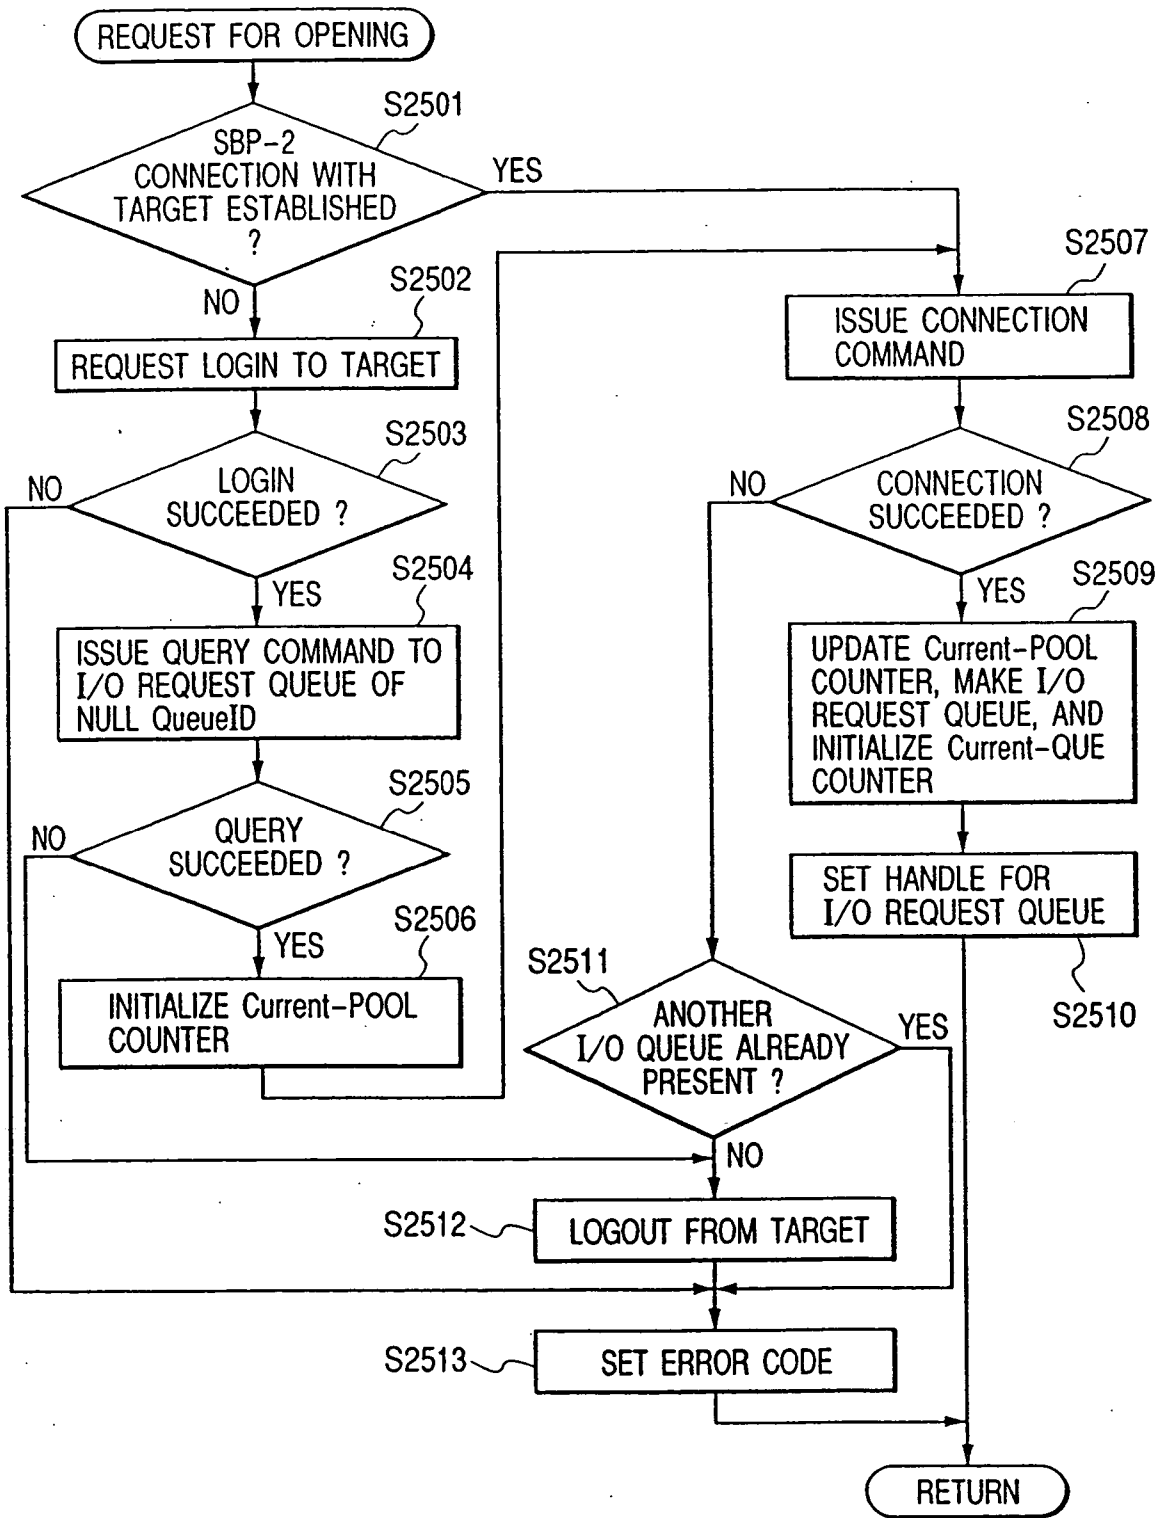 REQUEST FOR OPENING
S2501
SBP-2
CONNECTION WITH
TARGET ESTABLISHED
?
YES
NO
S2502
REQUEST LOGIN TO TARGET
S2503
LOGIN
SUCCEEDED ?
NO
YES
S2504
ISSUE QUERY COMMAND TO
I/O REQUEST QUEUE OF
NULL QueueID
S2505
QUERY
SUCCEEDED ?
NO
YES
S2506
INITIALIZE Current-POOL
COUNTER
S2507
ISSUE CONNECTION
COMMAND
S2508
CONNECTION
SUCCEEDED ?
NO
YES
S2509
UPDATE Current-POOL
COUNTER, MAKE I/O
REQUEST QUEUE, AND
INITIALIZE Current-QUE
COUNTER
SET HANDLE FOR
I/O REQUEST QUEUE
S2510
S2511
ANOTHER
I/O QUEUE ALREADY
PRESENT ?
YES
NO
S2512
LOGOUT FROM TARGET
S2513
SET ERROR CODE
RETURN